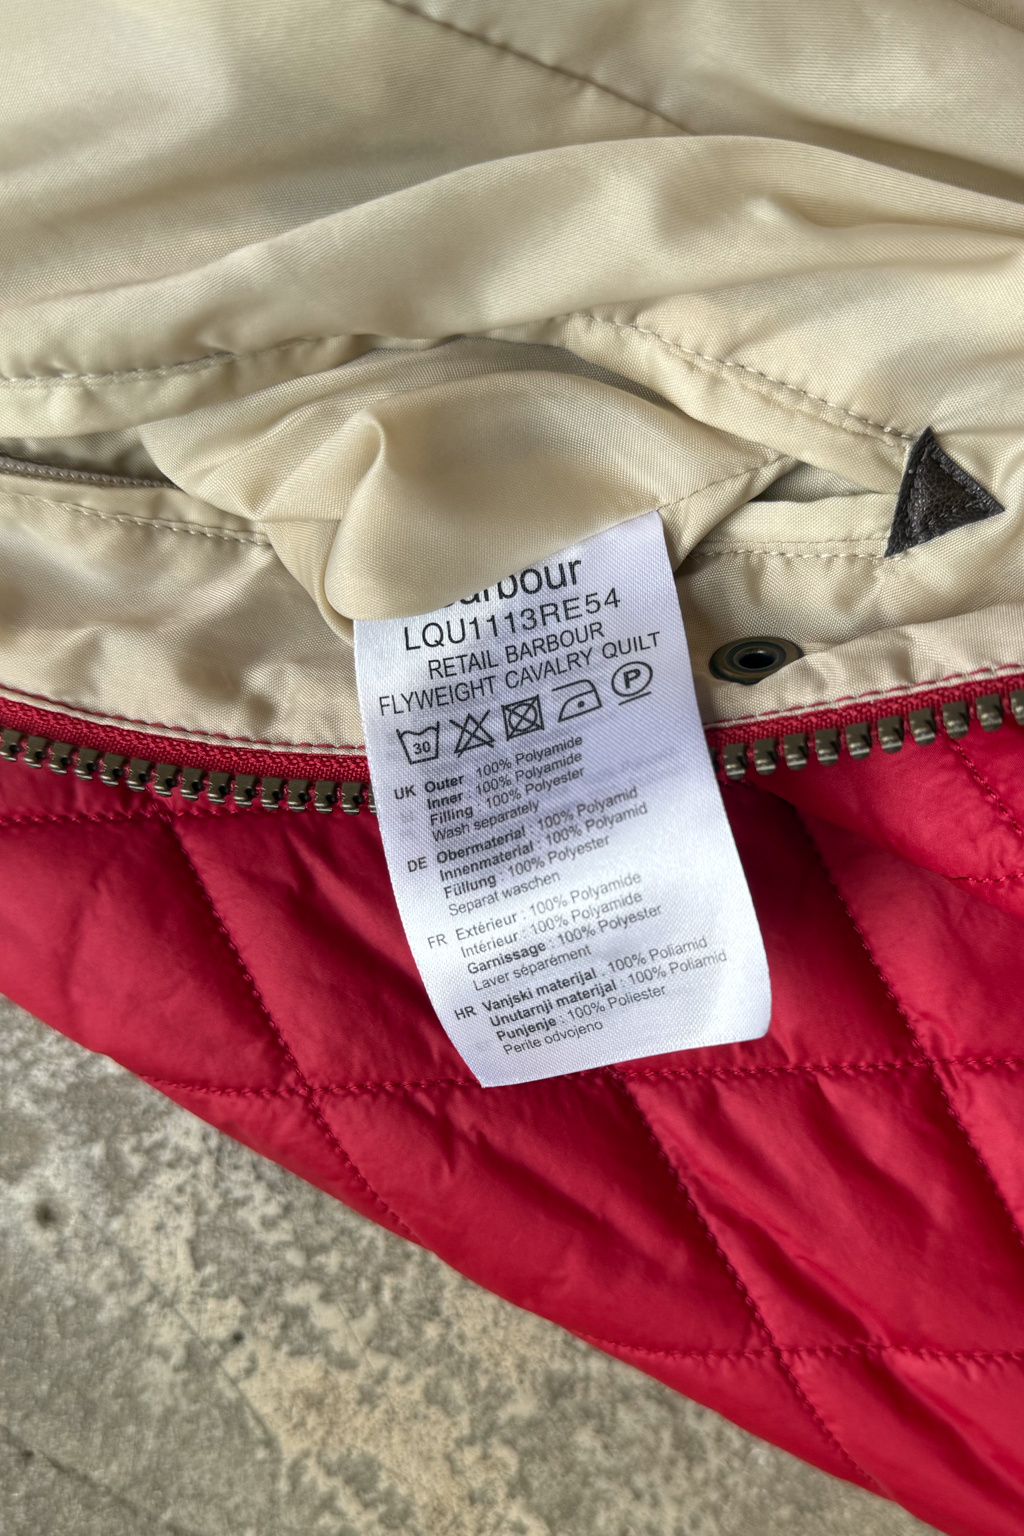 Barbour
LQU1113RE54
RETAIL BARBOUR
FLYWEIGHT CAVALRY QUILT
30
P
UK Outer : 100% Polyamide
Inner : 100% Polyamide
Filling : 100% Polyester
Wash separately
DE Obermaterial : 100% Polyamid
Innenmaterial : 100% Polyamid
Füllung : 100% Polyester
Separat waschen
FR Extérieur : 100% Polyamide
Intérieur : 100% Polyamide
Garnissage : 100% Polyester
Laver séparément
HR Vanjski materijal : 100% Poliamid
Unutarnji materijal : 100% Poliamid
Punjenje : 100% Poliester
Perite odvojeno